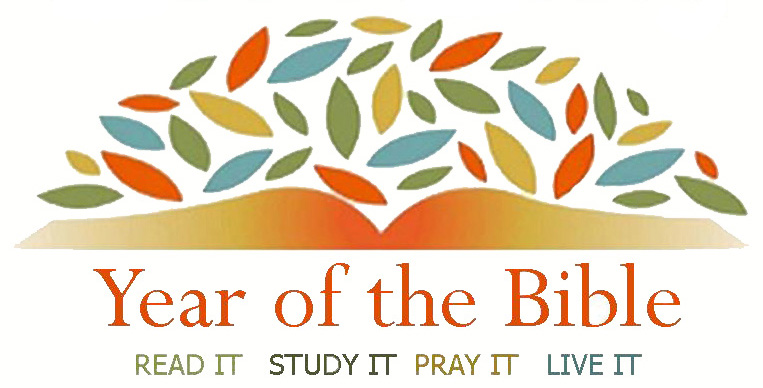 Year of the Bible
READ IT STUDY IT PRAY IT LIVE IT